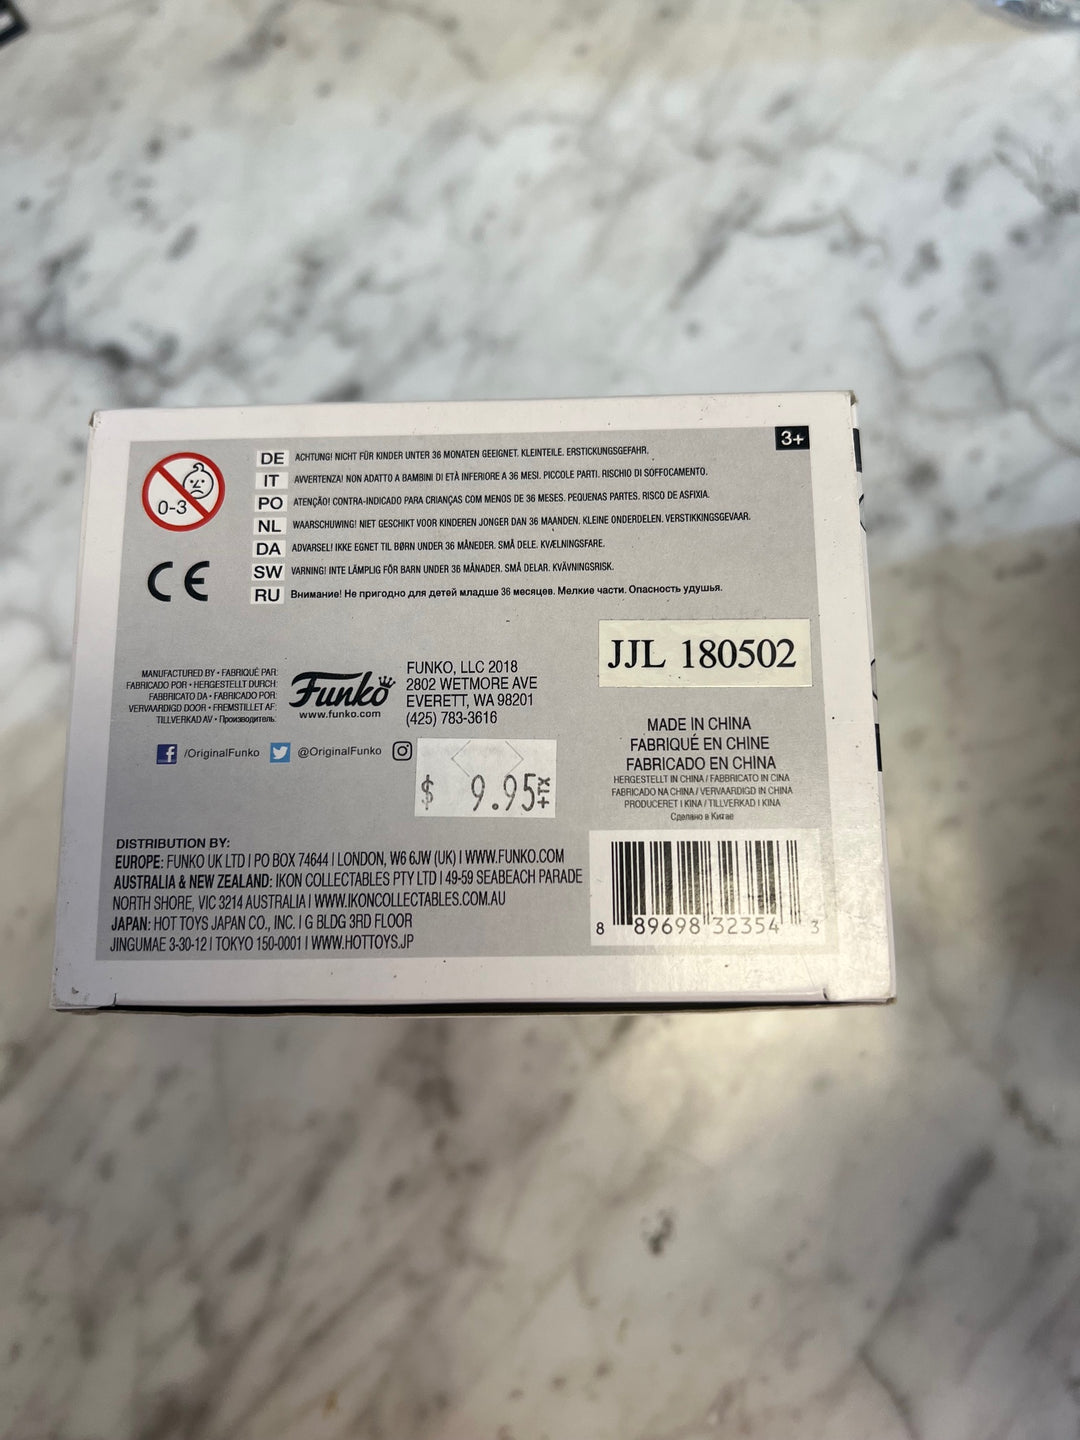 3+
0-3
DE ACHTUNG! NICHT FÜR KINDER UNTER 36 MONATEN GEEIGNET. KLEINTEILE. ERSTICKUNGSGEFAHR.
IT AVVERTENZA! NON ADATTO A BAMBINI DI ETÀ INFERIORE A 36 MESI. PICCOLE PARTI. RISCHIO DI SOFFOCAMENTO.
PO ATENÇÃO! CONTRA-INDICADO PARA CRIANÇAS COM MENOS DE 36 MESES. PEQUENAS PARTES. RISCO DE ASFIXIA.
NL WAARSCHUWING! NIET GESCHIKT VOOR KINDEREN JONGER DAN 36 MAANDEN. KLEINE ONDERDELEN. VERSTIKKINGSGEVAAR.
DA ADVARSEL! IKKE EGNET TIL BØRN UNDER 36 MÅNEDER. SMÅ DELE. KVÆLNINGSFARE.
SW VARNING! INTE LÄMPLIG FÖR BARN UNDER 36 MÅNADER. SMÅ DELAR. KVÄVNINGSRISK.
RU Внимание! Не пригодно для детей младше 36 месяцев. Мелкие части. Опасность удушья.
CE
JJL 180502
MANUFACTURED BY • FABRIQUÉ PAR:
FABRICADO POR • HERGESTELLT DURCH:
FABBRICATO DA • FABRICADO POR:
VERVAARDIGD DOOR • FREMSTILLET AF:
TILLVERKAD AV • Производитель:
Funko
www.funko.com
FUNKO, LLC 2018
2802 WETMORE AVE
EVERETT, WA 98201
(425) 783-3616
/OriginalFunko @OriginalFunko
$ 9.95 +TX
MADE IN CHINA
FABRIQUÉ EN CHINE
FABRICADO EN CHINA
HERGESTELLT IN CHINA / FABBRICATO IN CINA
FABRICADO NA CHINA / VERVAARDIGD IN CHINA
PRODUCERET I KINA / TILLVERKAD I KINA
Сделано в Китае
DISTRIBUTION BY:
EUROPE: FUNKO UK LTD I PO BOX 74644 I LONDON, W6 6JW (UK) I WWW.FUNKO.COM
AUSTRALIA & NEW ZEALAND: IKON COLLECTABLES PTY LTD I 49-59 SEABEACH PARADE
NORTH SHORE, VIC 3214 AUSTRALIA I WWW.IKONCOLLECTABLES.COM.AU
JAPAN: HOT TOYS JAPAN CO., INC. I G BLDG 3RD FLOOR
JINGUMAE 3-30-12 I TOKYO 150-0001 I WWW.HOTTOYS.JP
8 89698 32354 3